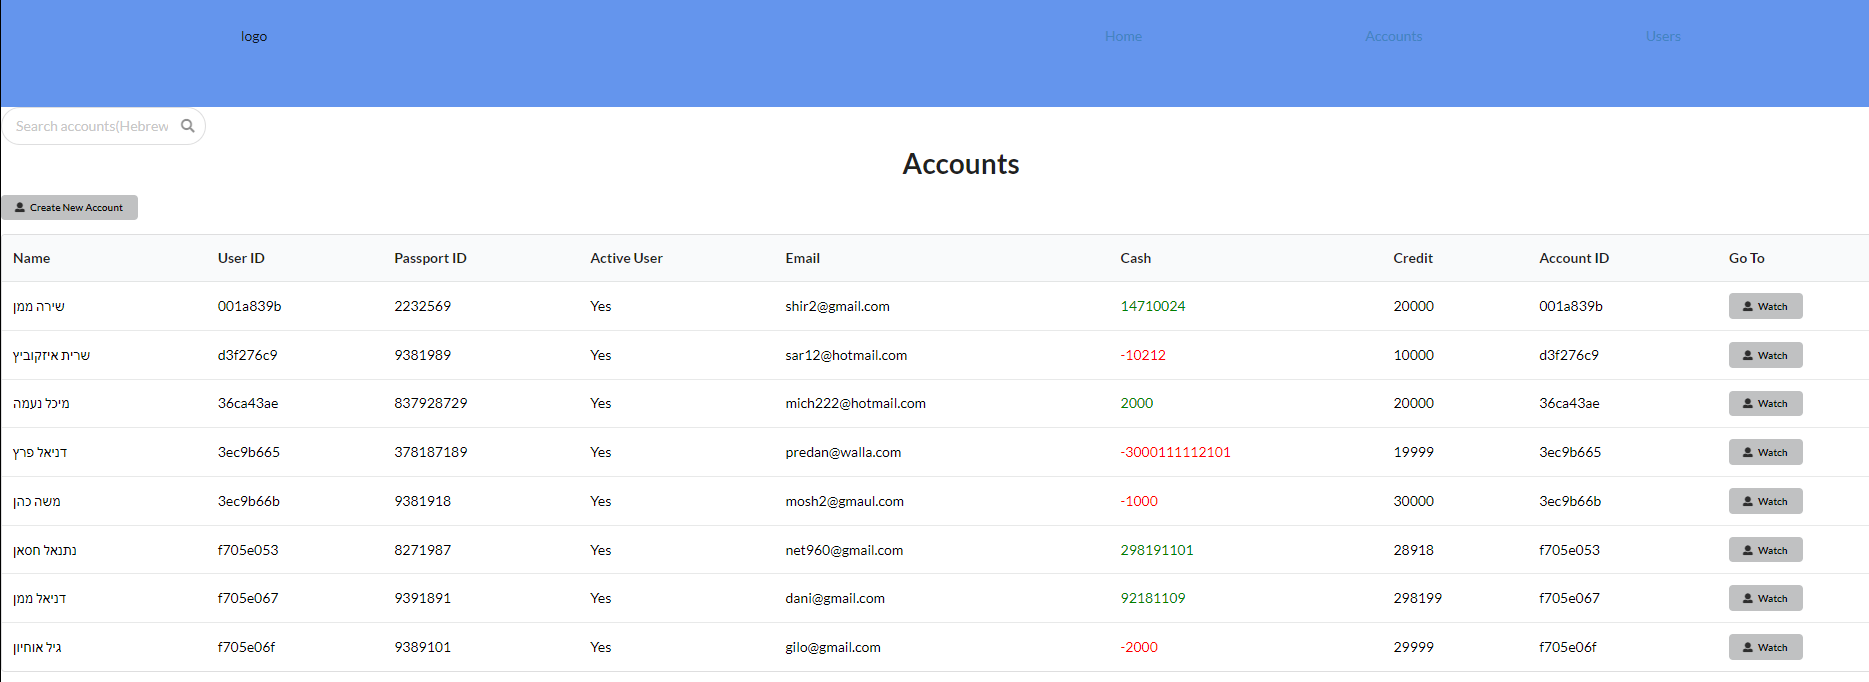 logo Home Accounts Users
Search accounts(Hebrew
Accounts
Create New Account
Name User ID Passport ID Active User Email Cash Credit Account ID Go To
שירה ממן 001a839b 2232569 Yes shir2@gmail.com 14710024 20000 001a839b Watch
שרית איזקוביץ d3f276c9 9381989 Yes sar12@hotmail.com -10212 10000 d3f276c9 Watch
מיכל נעמה 36ca43ae 837928729 Yes mich222@hotmail.com 2000 20000 36ca43ae Watch
דניאל פרץ 3ec9b665 378187189 Yes predan@walla.com -3000111112101 19999 3ec9b665 Watch
משה כהן 3ec9b66b 9381918 Yes mosh2@gmaul.com -1000 30000 3ec9b66b Watch
נתנאל חסאן f705e053 8271987 Yes net960@gmail.com 298191101 28918 f705e053 Watch
דניאל ממן f705e067 9391891 Yes dani@gmail.com 92181109 298199 f705e067 Watch
גיל אוחיון f705e06f 9389101 Yes gilo@gmail.com -2000 29999 f705e06f Watch